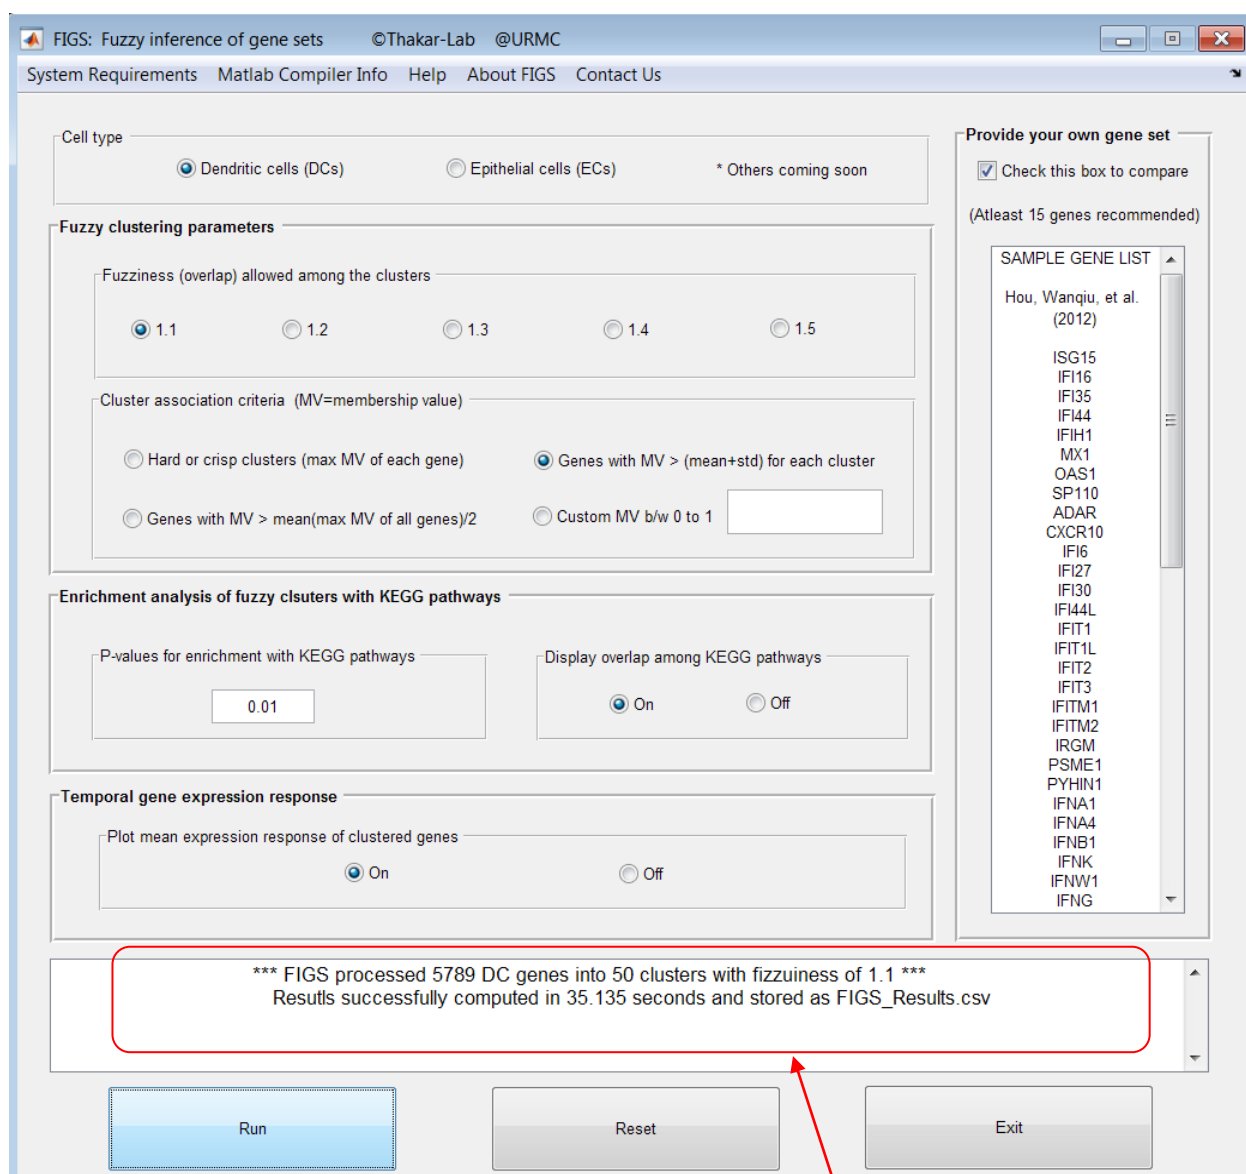 FIGS: Fuzzy inference of gene sets ©Thakar-Lab @URMC
System Requirements Matlab Compiler Info Help About FIGS Contact Us
Cell type
Dendritic cells (DCs) Epithelial cells (ECs) * Others coming soon
Fuzzy clustering parameters
Fuzziness (overlap) allowed among the clusters
1.1 1.2 1.3 1.4 1.5
Cluster association criteria (MV=membership value)
Hard or crisp clusters (max MV of each gene) Genes with MV > (mean+std) for each cluster
Genes with MV > mean(max MV of all genes)/2 Custom MV b/w 0 to 1
Enrichment analysis of fuzzy clsuters with KEGG pathways
P-values for enrichment with KEGG pathways
0.01
Display overlap among KEGG pathways
On Off
Temporal gene expression response
Plot mean expression response of clustered genes
On Off
Provide your own gene set
Check this box to compare
(Atleast 15 genes recommended)
SAMPLE GENE LIST
Hou, Wanqiu, et al.
(2012)
ISG15
IFI16
IFI35
IFI44
IFIH1
MX1
OAS1
SP110
ADAR
CXCR10
IFI6
IFI27
IFI30
IFI44L
IFIT1
IFIT1L
IFIT2
IFIT3
IFITM1
IFITM2
IRGM
PSME1
PYHIN1
IFNA1
IFNA4
IFNB1
IFNK
IFNW1
IFNG
*** FIGS processed 5789 DC genes into 50 clusters with fizzuiness of 1.1 ***
Resutls successfully computed in 35.135 seconds and stored as FIGS_Results.csv
Run Reset Exit